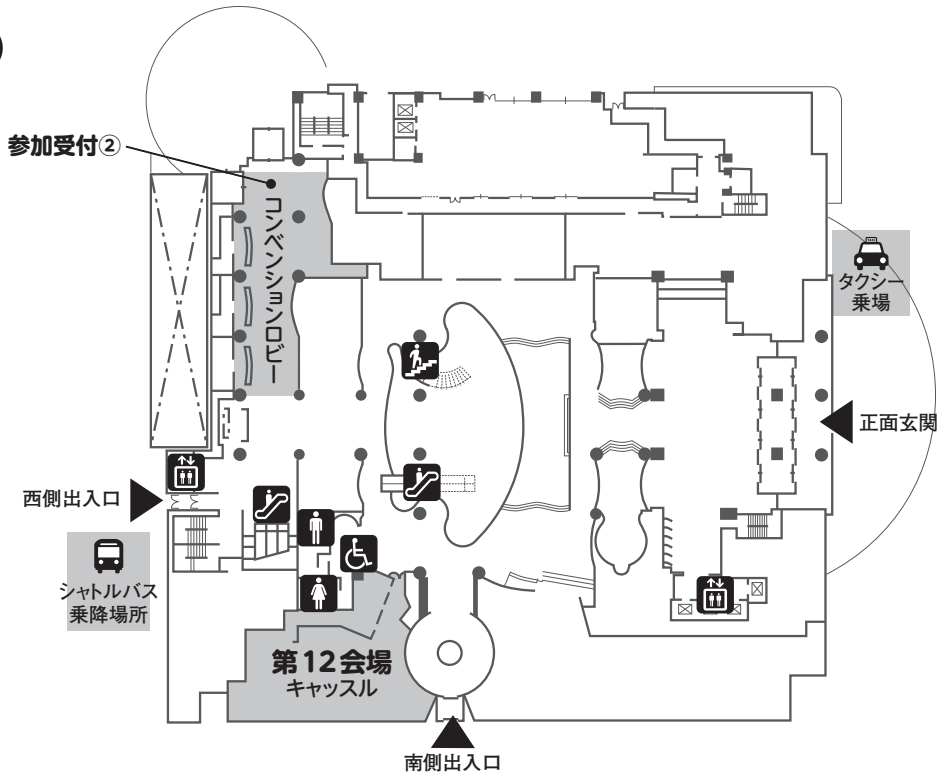 参加受付②
コンベンションロビー
タクシー
乗場
正面玄関
西側出入口
シャトルバス
乗降場所
第12会場
キャッスル
南側出入口